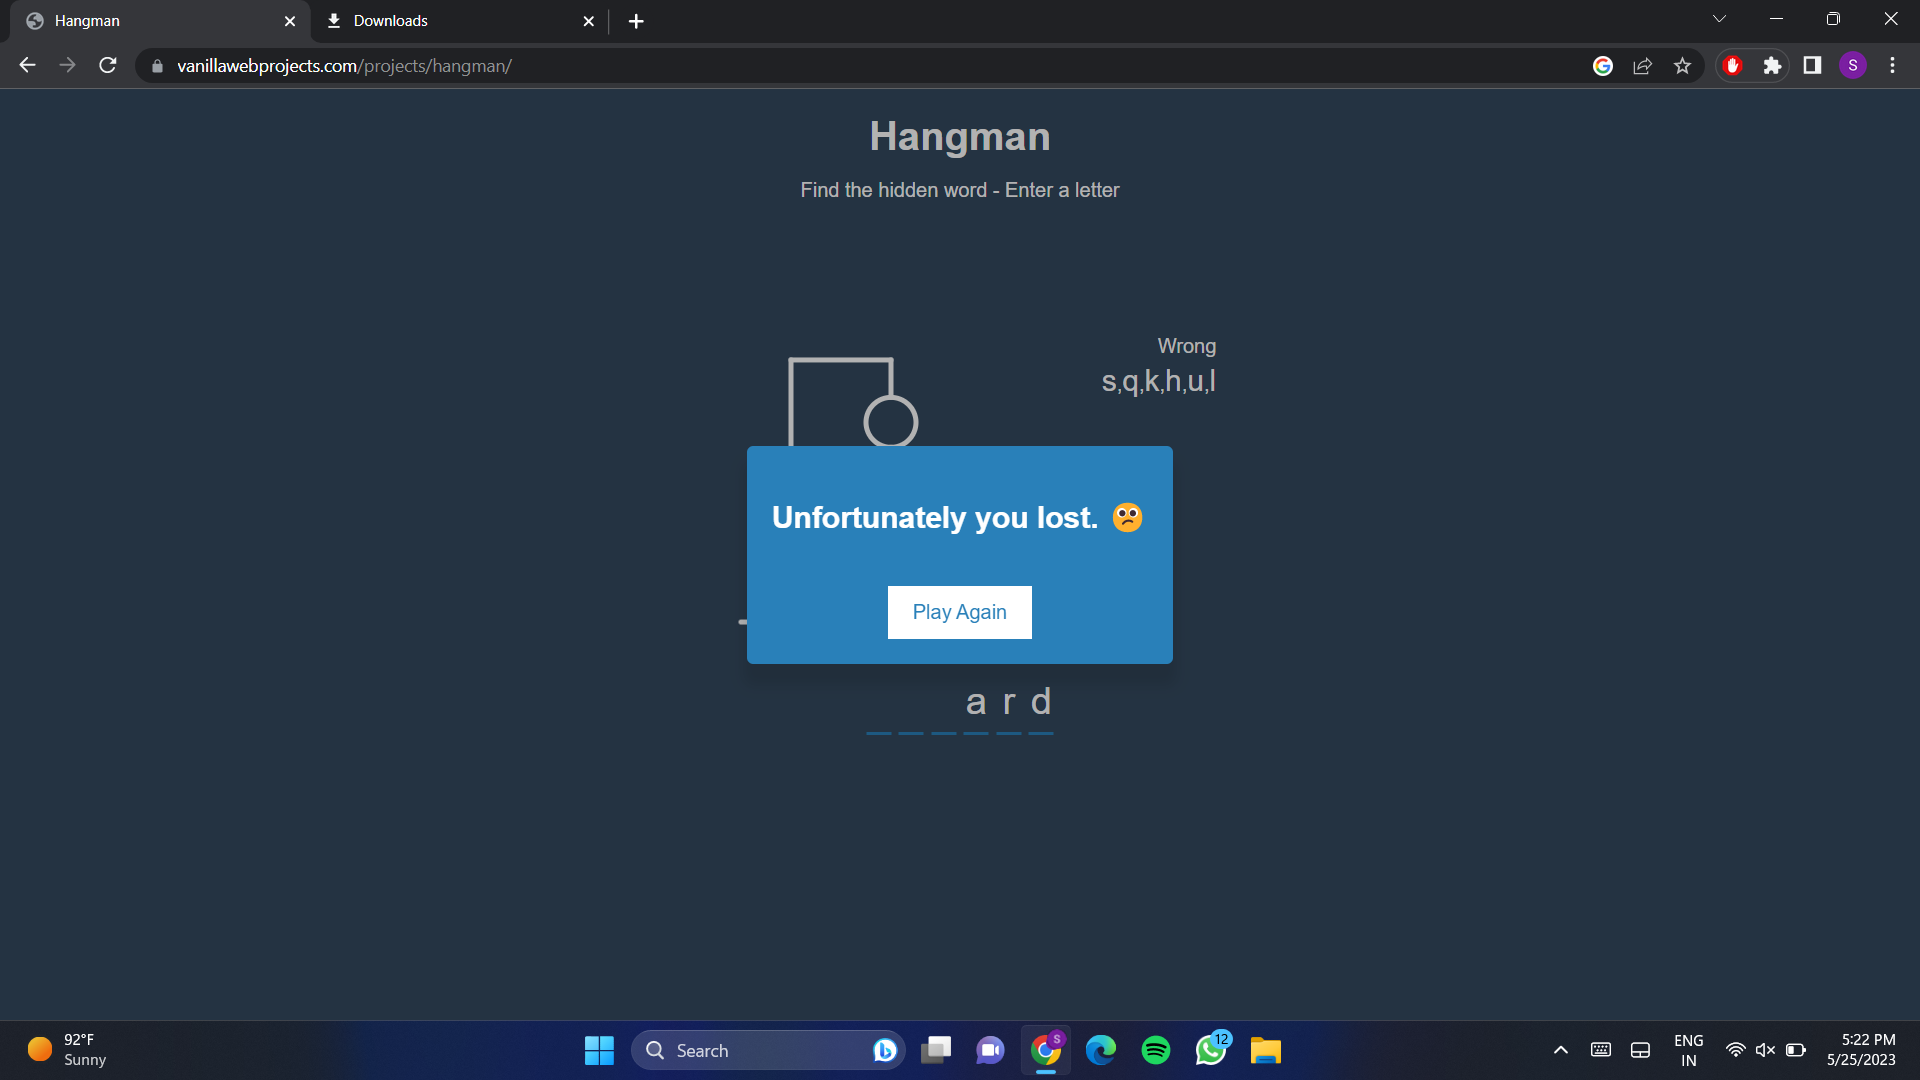 Hangman
Downloads
vanillawebprojects.com/projects/hangman/
S
Hangman
Find the hidden word - Enter a letter
Wrong
s,q,k,h,u,l
Unfortunately you lost.
Play Again
a r d
92°F
Sunny
Search
S
12
ENG
IN
5:22 PM
5/25/2023